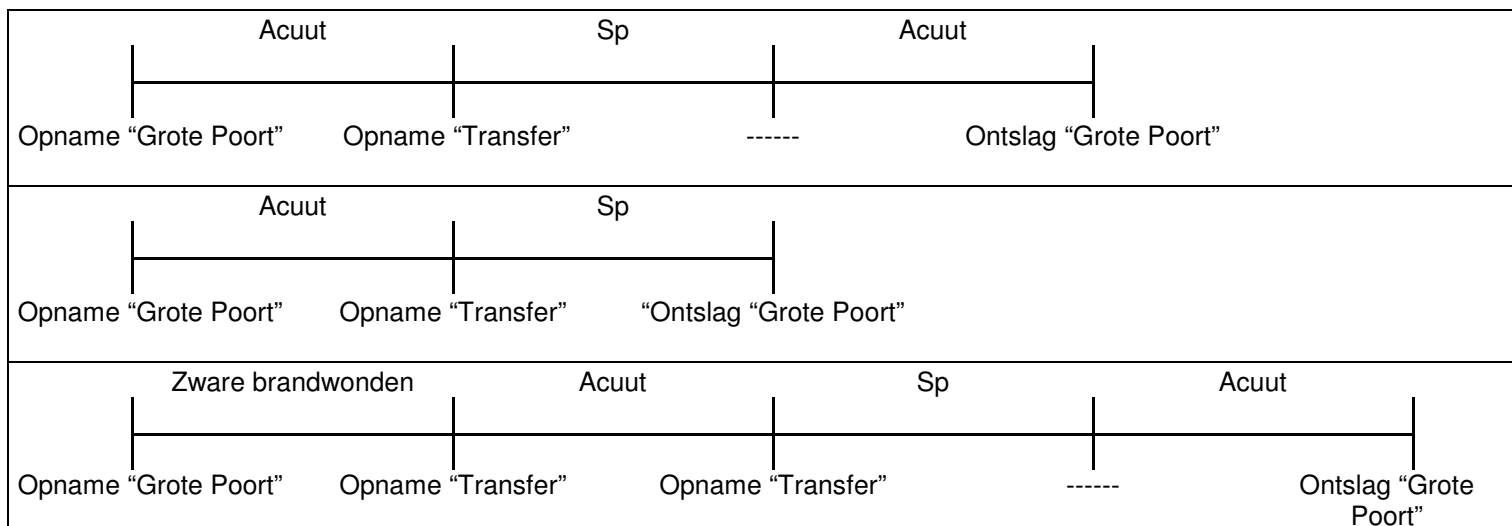 Acuut Sp Acuut
Opname “Grote Poort” Opname “Transfer” ------ Ontslag “Grote Poort”
Acuut Sp
Opname “Grote Poort” Opname “Transfer” “Ontslag “Grote Poort”
Zware brandwonden Acuut Sp Acuut
Opname “Grote Poort” Opname “Transfer” Opname “Transfer” ------ Ontslag “Grote
Poort”